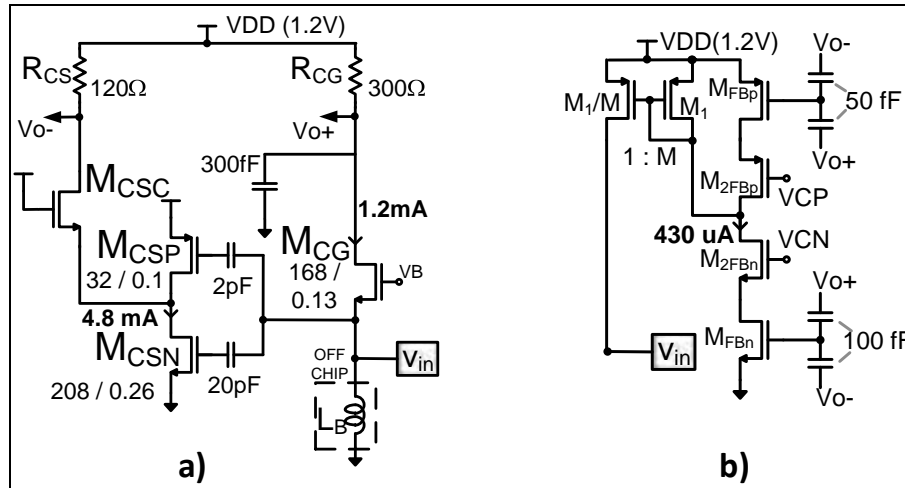 VDD (1.2V)
RCS
120Ω
Vo-
RCG
300Ω
Vo+
300fF
1.2mA
MCSC
MCSP
32 / 0.1
2pF
MCG
168 /
0.13
VB
4.8 mA
MCSN
208 / 0.26
20pF
OFF
CHIP
Vin
LB
a)
VDD(1.2V)
M1/M
M1
1 : M
MFBp
Vo-
50 fF
Vo+
M2FBp
VCP
430 uA
VCN
M2FBn
Vo+
MFBn
100 fF
Vo-
Vin
b)